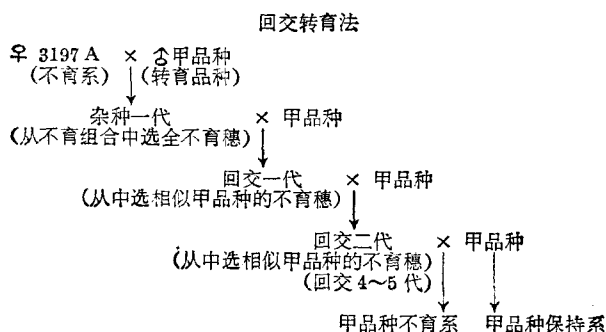 回交转育法
♀ 3197A × ♂甲品种
(不育系) (转育品种)
杂种一代 × 甲品种
(从不育组合中选全不育穗)
回交一代 × 甲品种
(从中选相似甲品种的不育穗)
回交二代 × 甲品种
(从中选相似甲品种的不育穗)
(回交4～5代)
甲品种不育系 甲品种保持系